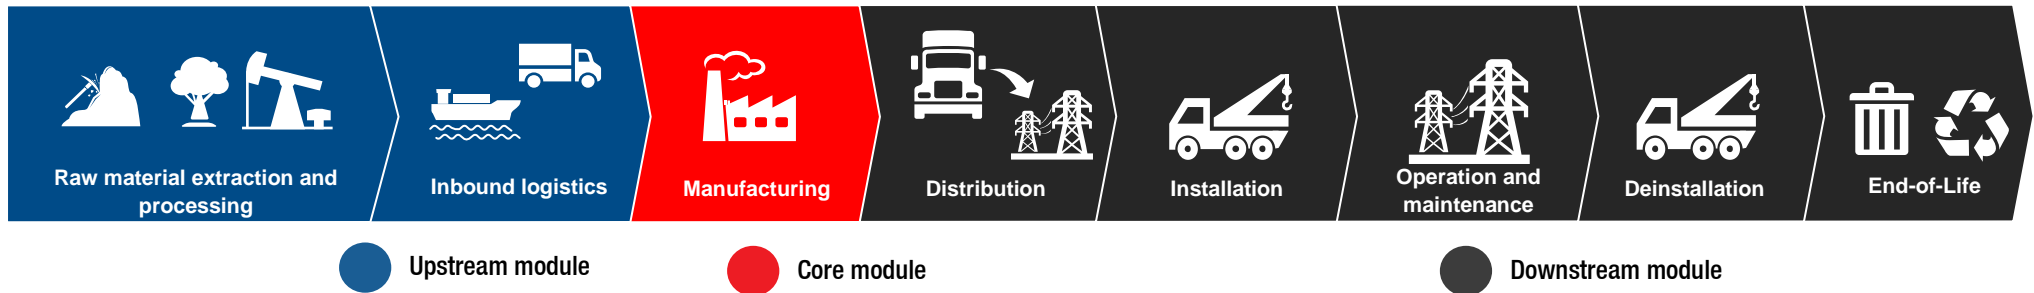 Raw material extraction and
processing
Inbound logistics
Manufacturing
Distribution
Installation
Operation and
maintenance
Deinstallation
End-of-Life
Upstream module
Core module
Downstream module